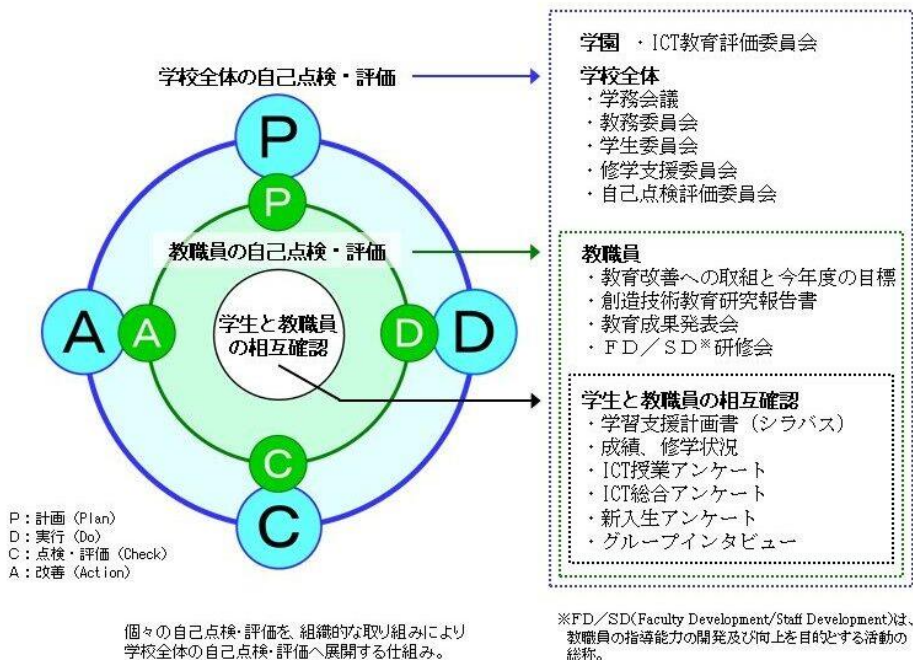 学校全体の自己点検・評価
P
P
教職員の自己点検・評価
A
A
学生と教職員
の相互確認
D
D
C
C
P：計画（Plan）
D：実行（Do）
C：点検・評価（Check）
A：改善（Action）
個々の自己点検・評価を、組織的な取り組みにより
学校全体の自己点検・評価へ展開する仕組み。
学園 ・ICT教育評価委員会
学校全体
・学務会議
・教務委員会
・学生委員会
・修学支援委員会
・自己点検評価委員会
教職員
・教育改善への取組と今年度の目標
・創造技術教育研究報告書
・教育成果発表会
・ＦＤ／ＳＤ※研修会
学生と教職員の相互確認
・学習支援計画書（シラバス）
・成績、修学状況
・ICT授業アンケート
・ICT総合アンケート
・新入生アンケート
・グループインタビュー
※FD／SD(Faculty Development/Staff Development)は、
教職員の指導能力の開発及び向上を目的とする活動の
総称。